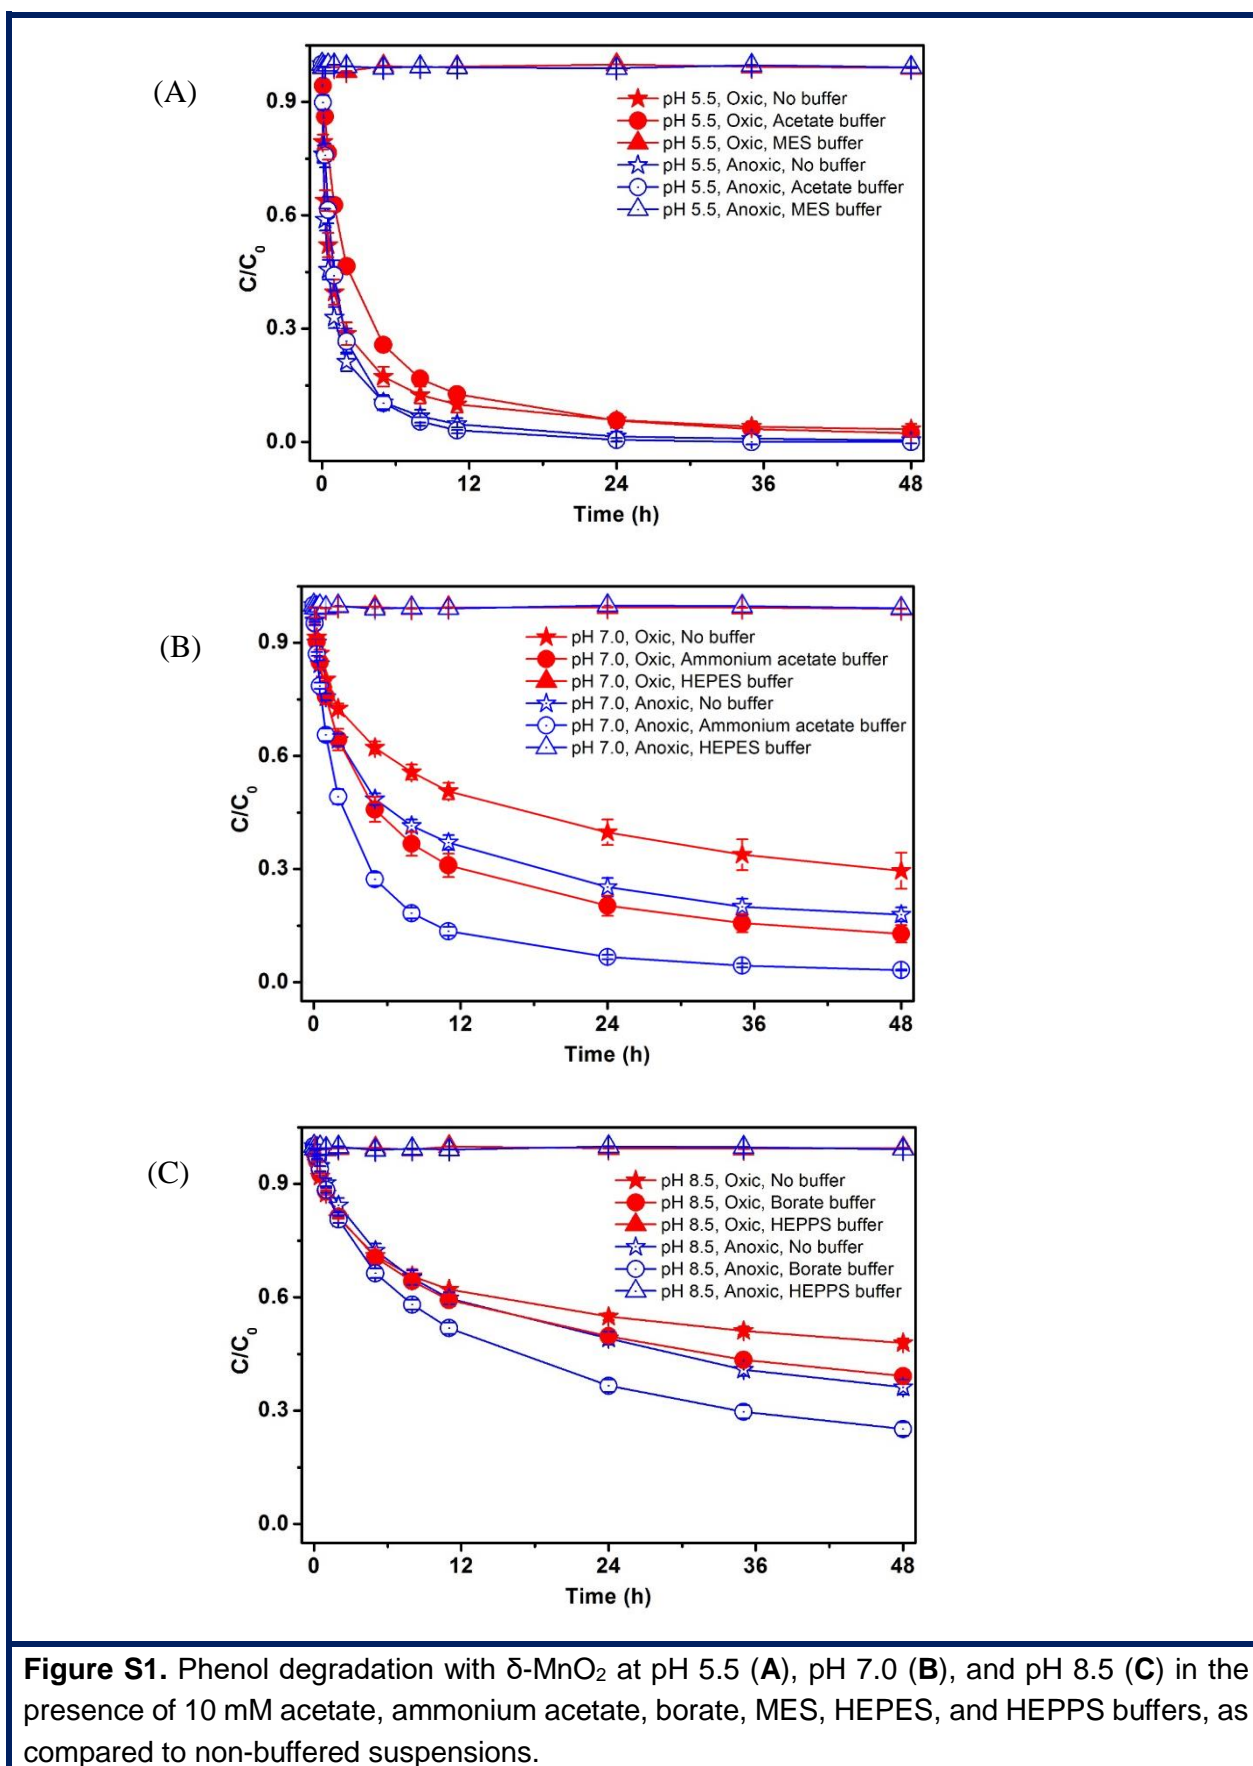 (A)
C/C0
0.9
0.6
0.3
0.0
pH 5.5, Oxic, No buffer
pH 5.5, Oxic, Acetate buffer
pH 5.5, Oxic, MES buffer
pH 5.5, Anoxic, No buffer
pH 5.5, Anoxic, Acetate buffer
pH 5.5, Anoxic, MES buffer
0 12 24 36 48
Time (h)
(B)
C/C0
0.9
0.6
0.3
0.0
pH 7.0, Oxic, No buffer
pH 7.0, Oxic, Ammonium acetate buffer
pH 7.0, Oxic, HEPES buffer
pH 7.0, Anoxic, No buffer
pH 7.0, Anoxic, Ammonium acetate buffer
pH 7.0, Anoxic, HEPES buffer
0 12 24 36 48
Time (h)
(C)
C/C0
0.9
0.6
0.3
0.0
pH 8.5, Oxic, No buffer
pH 8.5, Oxic, Borate buffer
pH 8.5, Oxic, HEPPS buffer
pH 8.5, Anoxic, No buffer
pH 8.5, Anoxic, Borate buffer
pH 8.5, Anoxic, HEPPS buffer
0 12 24 36 48
Time (h)
Figure S1. Phenol degradation with δ-MnO2 at pH 5.5 (A), pH 7.0 (B), and pH 8.5 (C) in the
presence of 10 mM acetate, ammonium acetate, borate, MES, HEPES, and HEPPS buffers, as
compared to non-buffered suspensions.